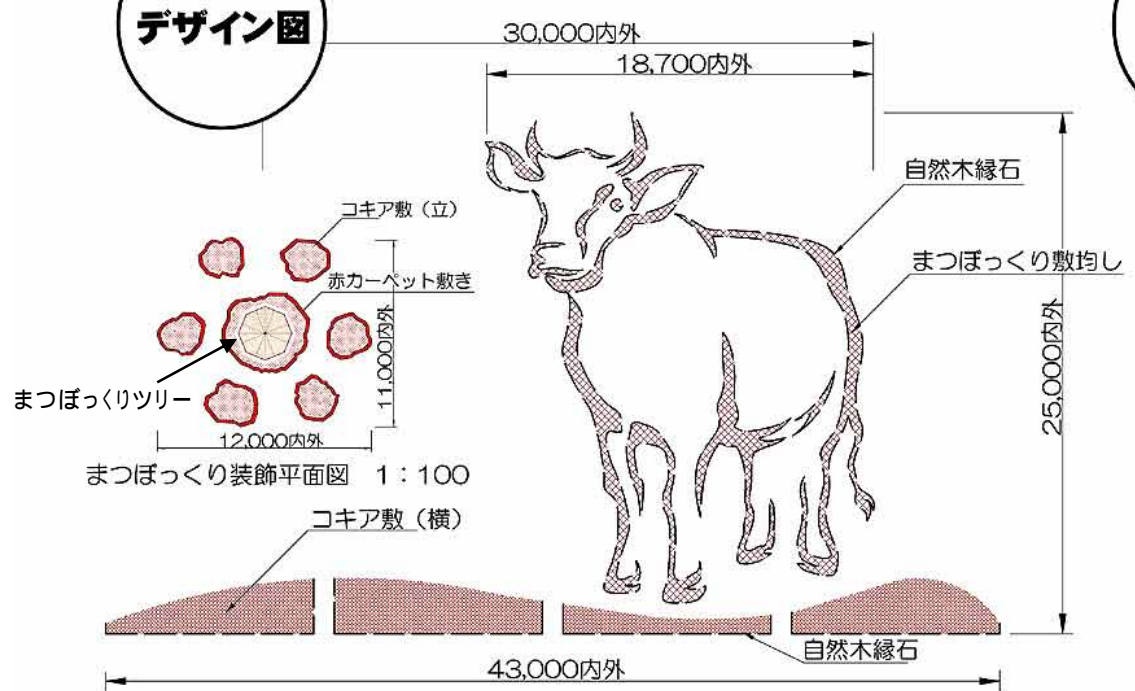 デザイン図
30,000内外
18,700内外
自然木縁石
コキア敷（立）
まつぼっくり敷均し
赤カーペット敷き
11,000内外
25,000内外
まつぼっくりツリー
12,000内外
まつぼっくり装飾平面図　1：100
コキア敷（横）
自然木縁石
43,000内外